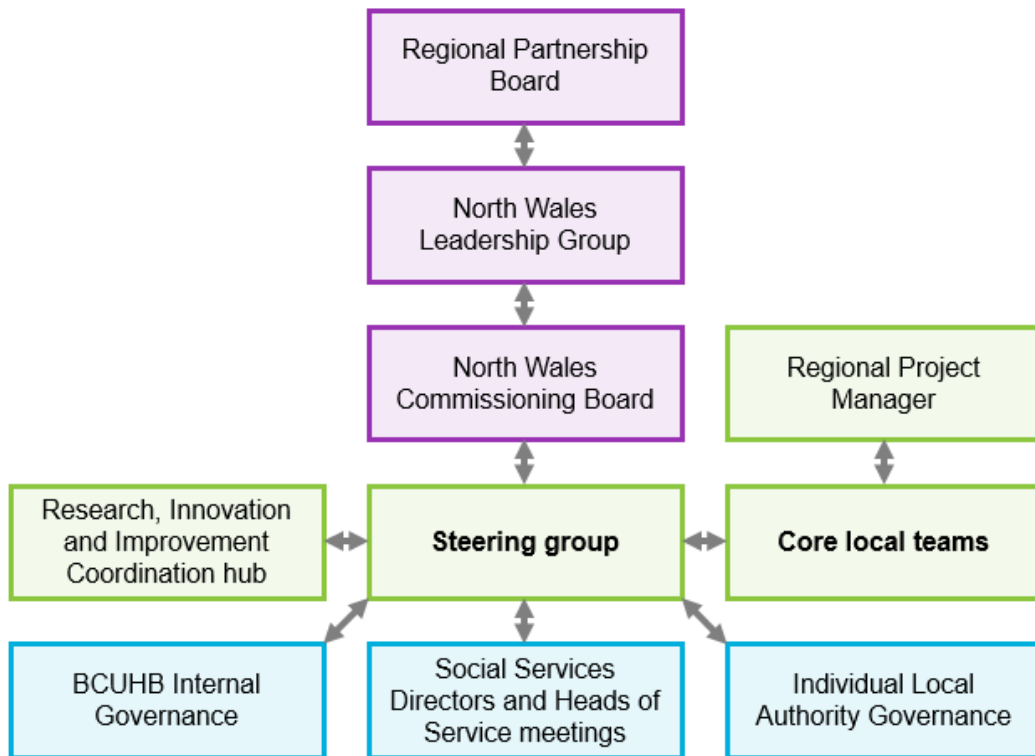 Regional Partnership
Board
North Wales
Leadership Group
North Wales
Commissioning Board
Regional Project
Manager
Research, Innovation
and Improvement
Coordination hub
Steering group
Core local teams
BCUHB Internal
Governance
Social Services
Directors and Heads of
Service meetings
Individual Local
Authority Governance